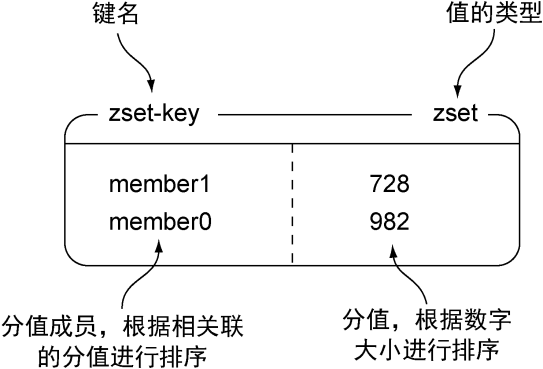 键名
值的类型
zset-key
zset
member1
728
member0
982
分值成员，根据相关联
的分值进行排序
分值，根据数字
大小进行排序